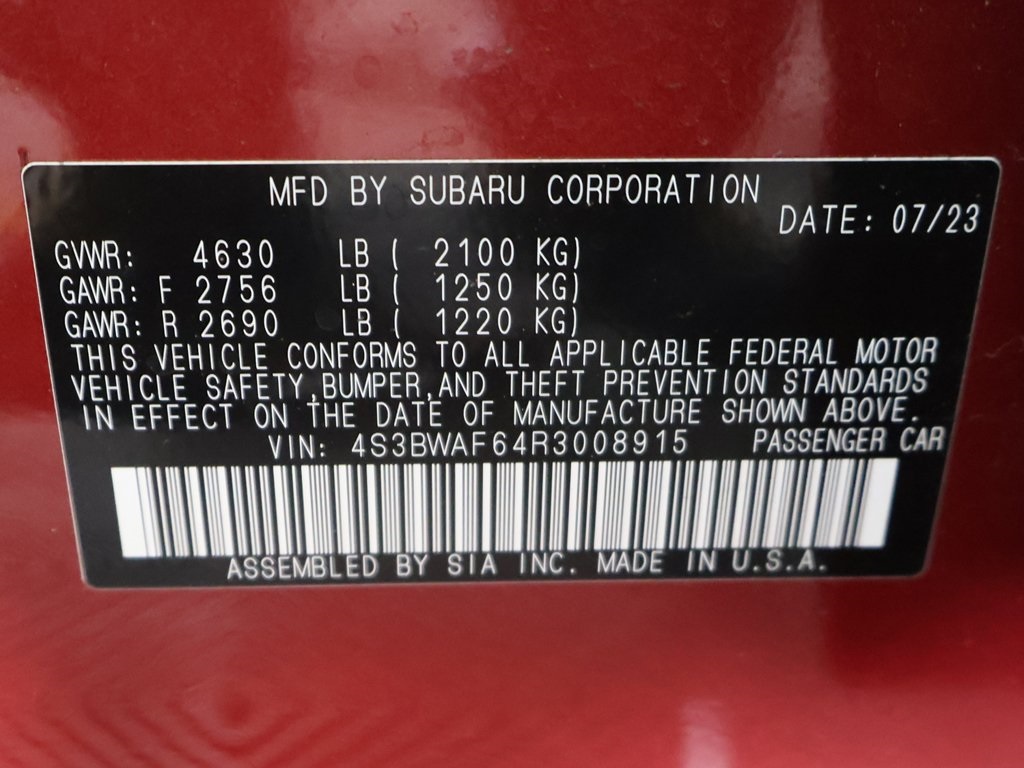 MFD BY SUBARU CORPORATION
DATE: 07/23
GVWR: 4630 LB ( 2100 KG)
GAWR: F 2756 LB ( 1250 KG)
GAWR: R 2690 LB ( 1220 KG)
THIS VEHICLE CONFORMS TO ALL APPLICABLE FEDERAL MOTOR
VEHICLE SAFETY,BUMPER,AND THEFT PREVENTION STANDARDS
IN EFFECT ON THE DATE OF MANUFACTURE SHOWN ABOVE.
VIN: 4S3BWAF64R3008915 PASSENGER CAR
ASSEMBLED BY SIA INC. MADE IN U.S.A.